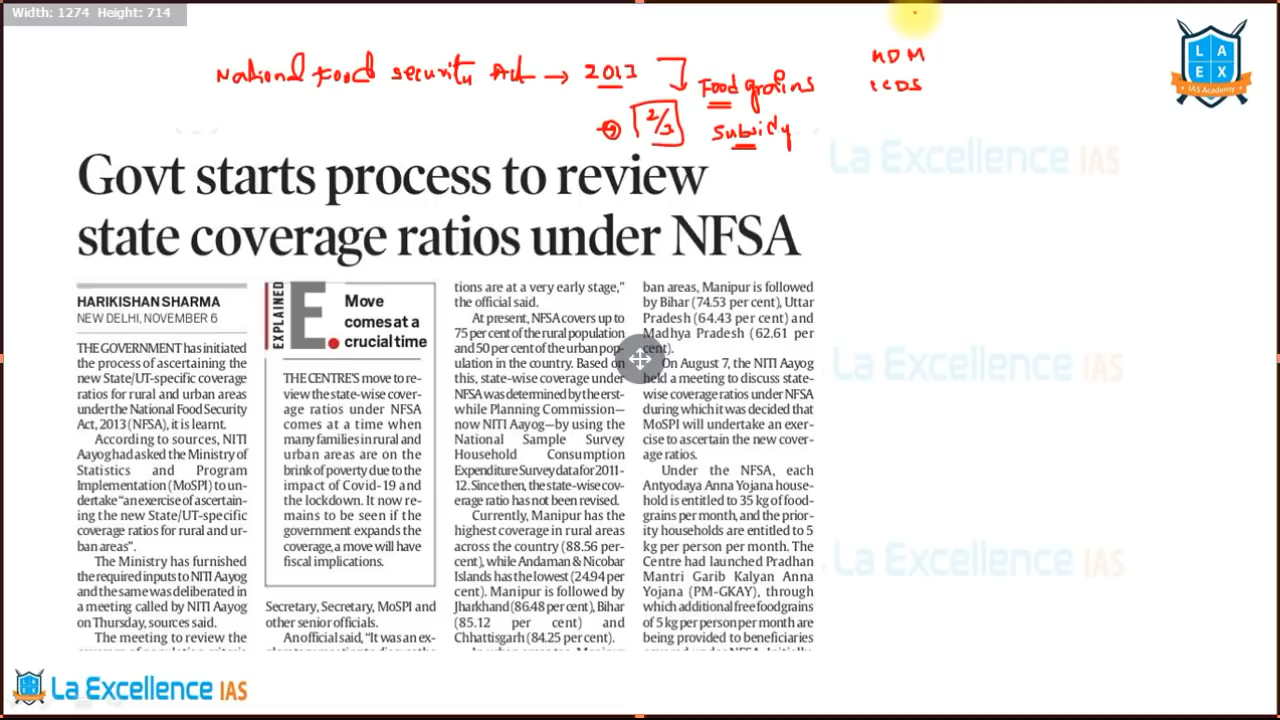 Width: 1274 Height: 714
National Food security Act → 2013
Food grains
subsidy
2/3
MDM
ICDS
L A
E X
IAS Academy
La Excellence IAS
Govt starts process to review
state coverage ratios under NFSA
HARIKISHAN SHARMA
NEW DELHI, NOVEMBER 6
THE GOVERNMENT has initiated
the process of ascertaining the
new State/UT-specific coverage
ratios for rural and urban areas
under the National Food Security
Act, 2013 (NFSA), it is learnt.
According to sources, NITI
Aayog had asked the Ministry of
Statistics and Program
Implementation (MoSPI) to un-
dertake "an exercise of ascertain-
ing the new State/UT-specific
coverage ratios for rural and ur-
ban areas".
The Ministry has furnished
the required inputs to NITI Aayog
and the same was deliberated in
a meeting called by NITI Aayog
on Thursday, sources said.
The meeting to review the
EXPLAINED
E.
Move
comes at a
crucial time
THE CENTRE'S move to re-
view the state-wise cover-
age ratios under NFSA
comes at a time when
many families in rural and
urban areas are on the
brink of poverty due to the
impact of Covid-19 and
the lockdown. It now re-
mains to be seen if the
government expands the
coverage, a move will have
fiscal implications.
Secretary, Secretary, MoSPI and
other senior officials.
An official said, "It was an ex-
tions are at a very early stage,"
the official said.
At present, NFSA covers up to
75 per cent of the rural population
and 50 per cent of the urban pop-
ulation in the country. Based on
this, state-wise coverage under
NFSA was determined by the erst-
while Planning Commission—
now NITI Aayog—by using the
National Sample Survey
Household Consumption
Expenditure Survey data for 2011-
12. Since then, the state-wise cov-
erage ratio has not been revised.
Currently, Manipur has the
highest coverage in rural areas
across the country (88.56 per-
cent), while Andaman & Nicobar
Islands has the lowest (24.94 per
cent). Manipur is followed by
Jharkhand (86.48 per cent), Bihar
(85.12 per cent) and
Chhattisgarh (84.25 per cent).
In urban areas too, Manipur
ban areas, Manipur is followed
by Bihar (74.53 per cent), Uttar
Pradesh (64.43 per cent) and
Madhya Pradesh (62.61 per
cent).
On August 7, the NITI Aayog
held a meeting to discuss state-
wise coverage ratios under NFSA
during which it was decided that
MoSPI will undertake an exer-
cise to ascertain the new cover-
age ratios.
Under the NFSA, each
Antyodaya Anna Yojana house-
hold is entitled to 35 kg of food-
grains per month, and the prior-
ity households are entitled to 5
kg per person per month. The
Centre had launched Pradhan
Mantri Garib Kalyan Anna
Yojana (PM-GKAY), through
which additional free foodgrains
of 5 kg per person per month are
being provided to beneficiaries
covered under NFSA. Initially
La Excellence IAS
La Excellence IAS
La Excellence IAS